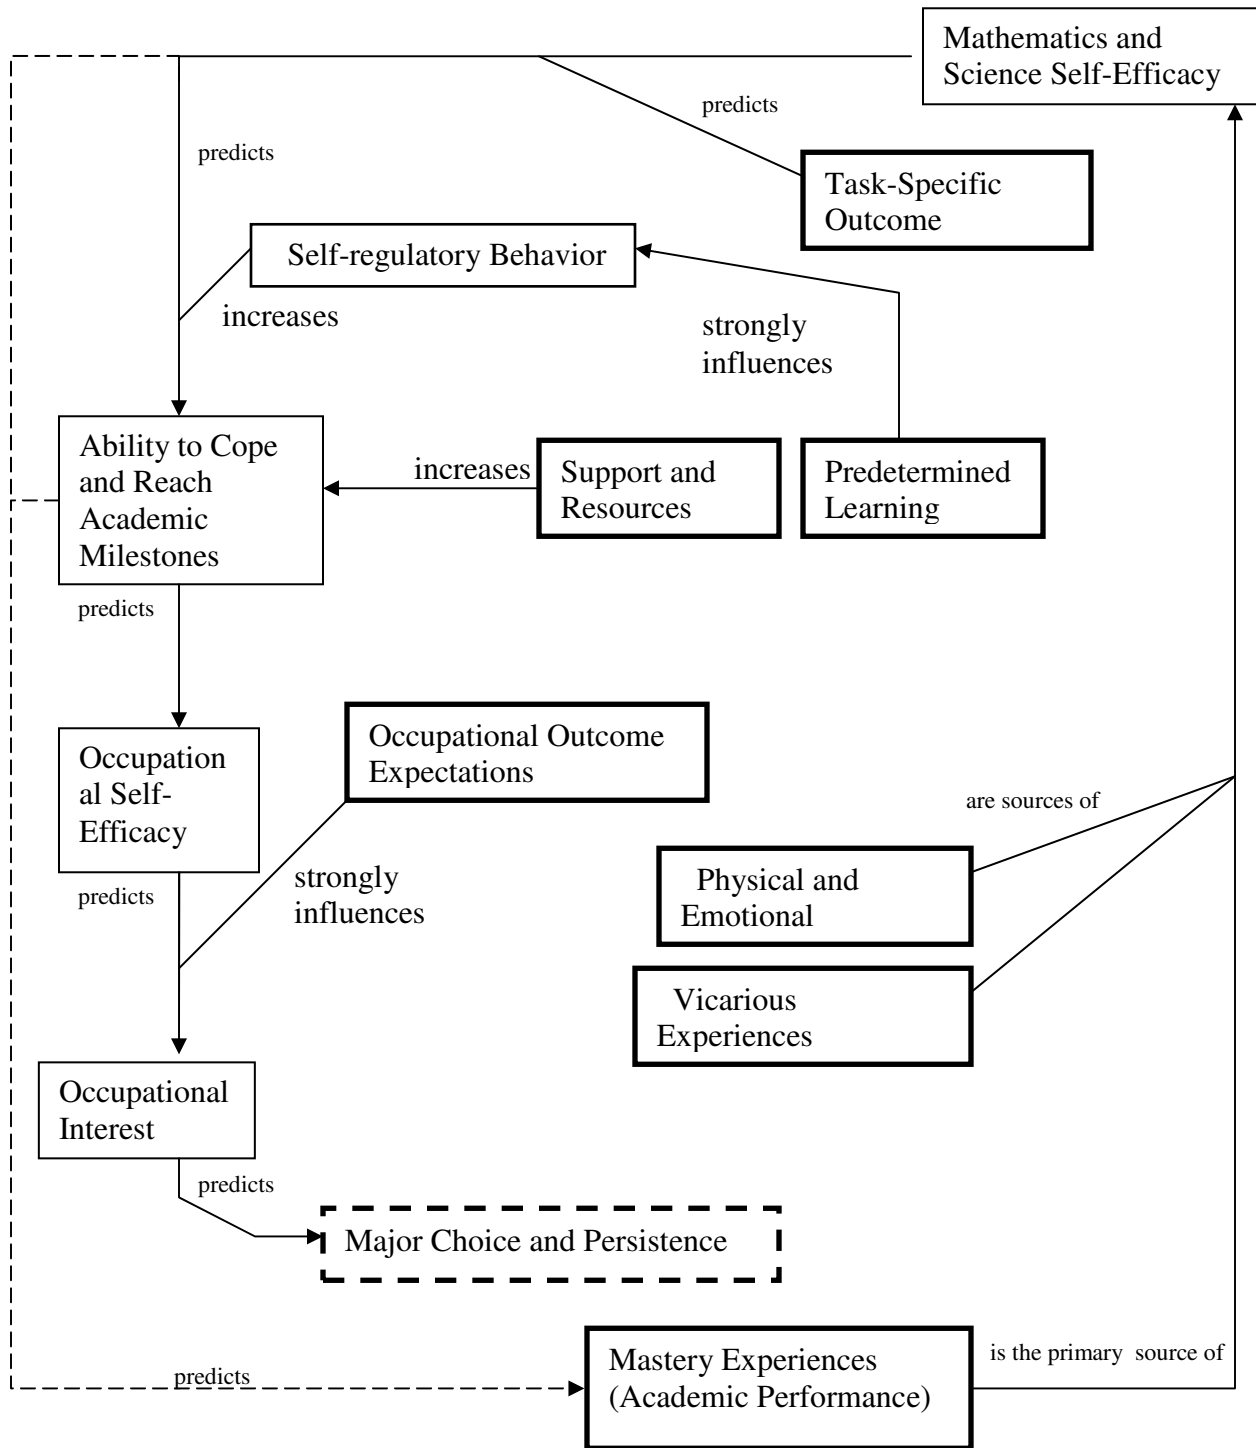 Mathematics and
Science Self-Efficacy
predicts
predicts
Task-Specific
Outcome
Self-regulatory Behavior
increases
strongly
influences
Ability to Cope
and Reach
Academic
Milestones
increases
Support and
Resources
Predetermined
Learning
predicts
Occupation
al Self-
Efficacy
Occupational Outcome
Expectations
predicts
strongly
influences
are sources of
Physical and
Emotional
Vicarious
Experiences
Occupational
Interest
predicts
Major Choice and Persistence
predicts
Mastery Experiences
(Academic Performance)
is the primary source of